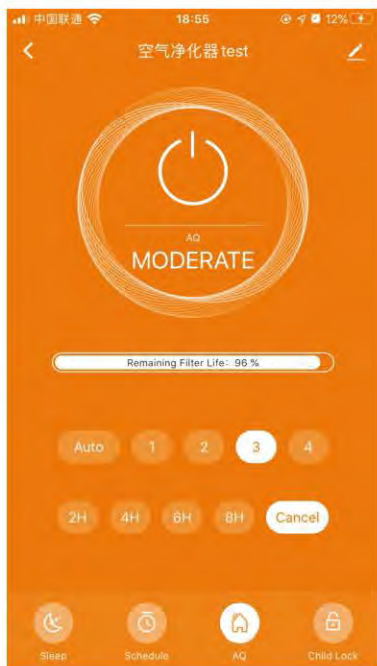 中国联通 18:55 12%
空气净化器 test
AQ
MODERATE
Remaining Filter Life: 96 %
Auto 1 2 3 4
2H 4H 6H 8H Cancel
Sleep Schedule AQ Child Lock